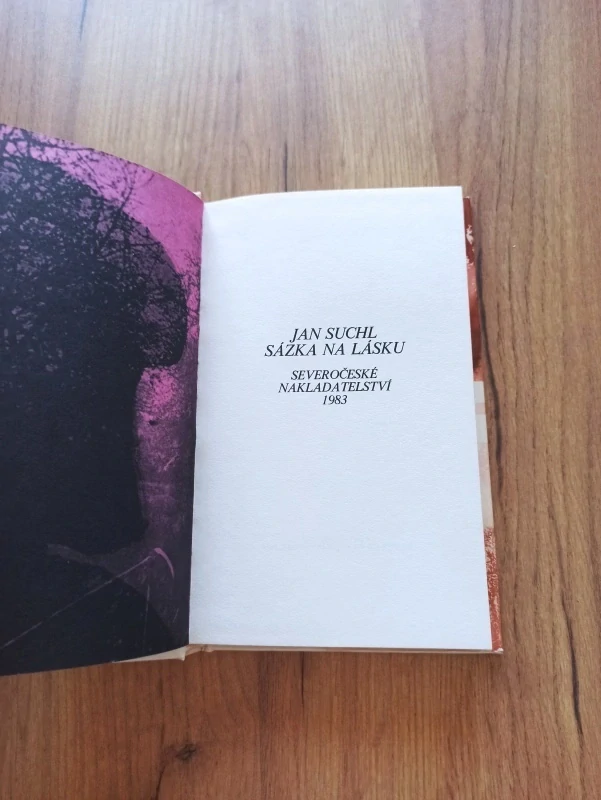 JAN SUCHL
SÁZKA NA LÁSKU
SEVEROČESKÉ
NAKLADATELSTVÍ
1983